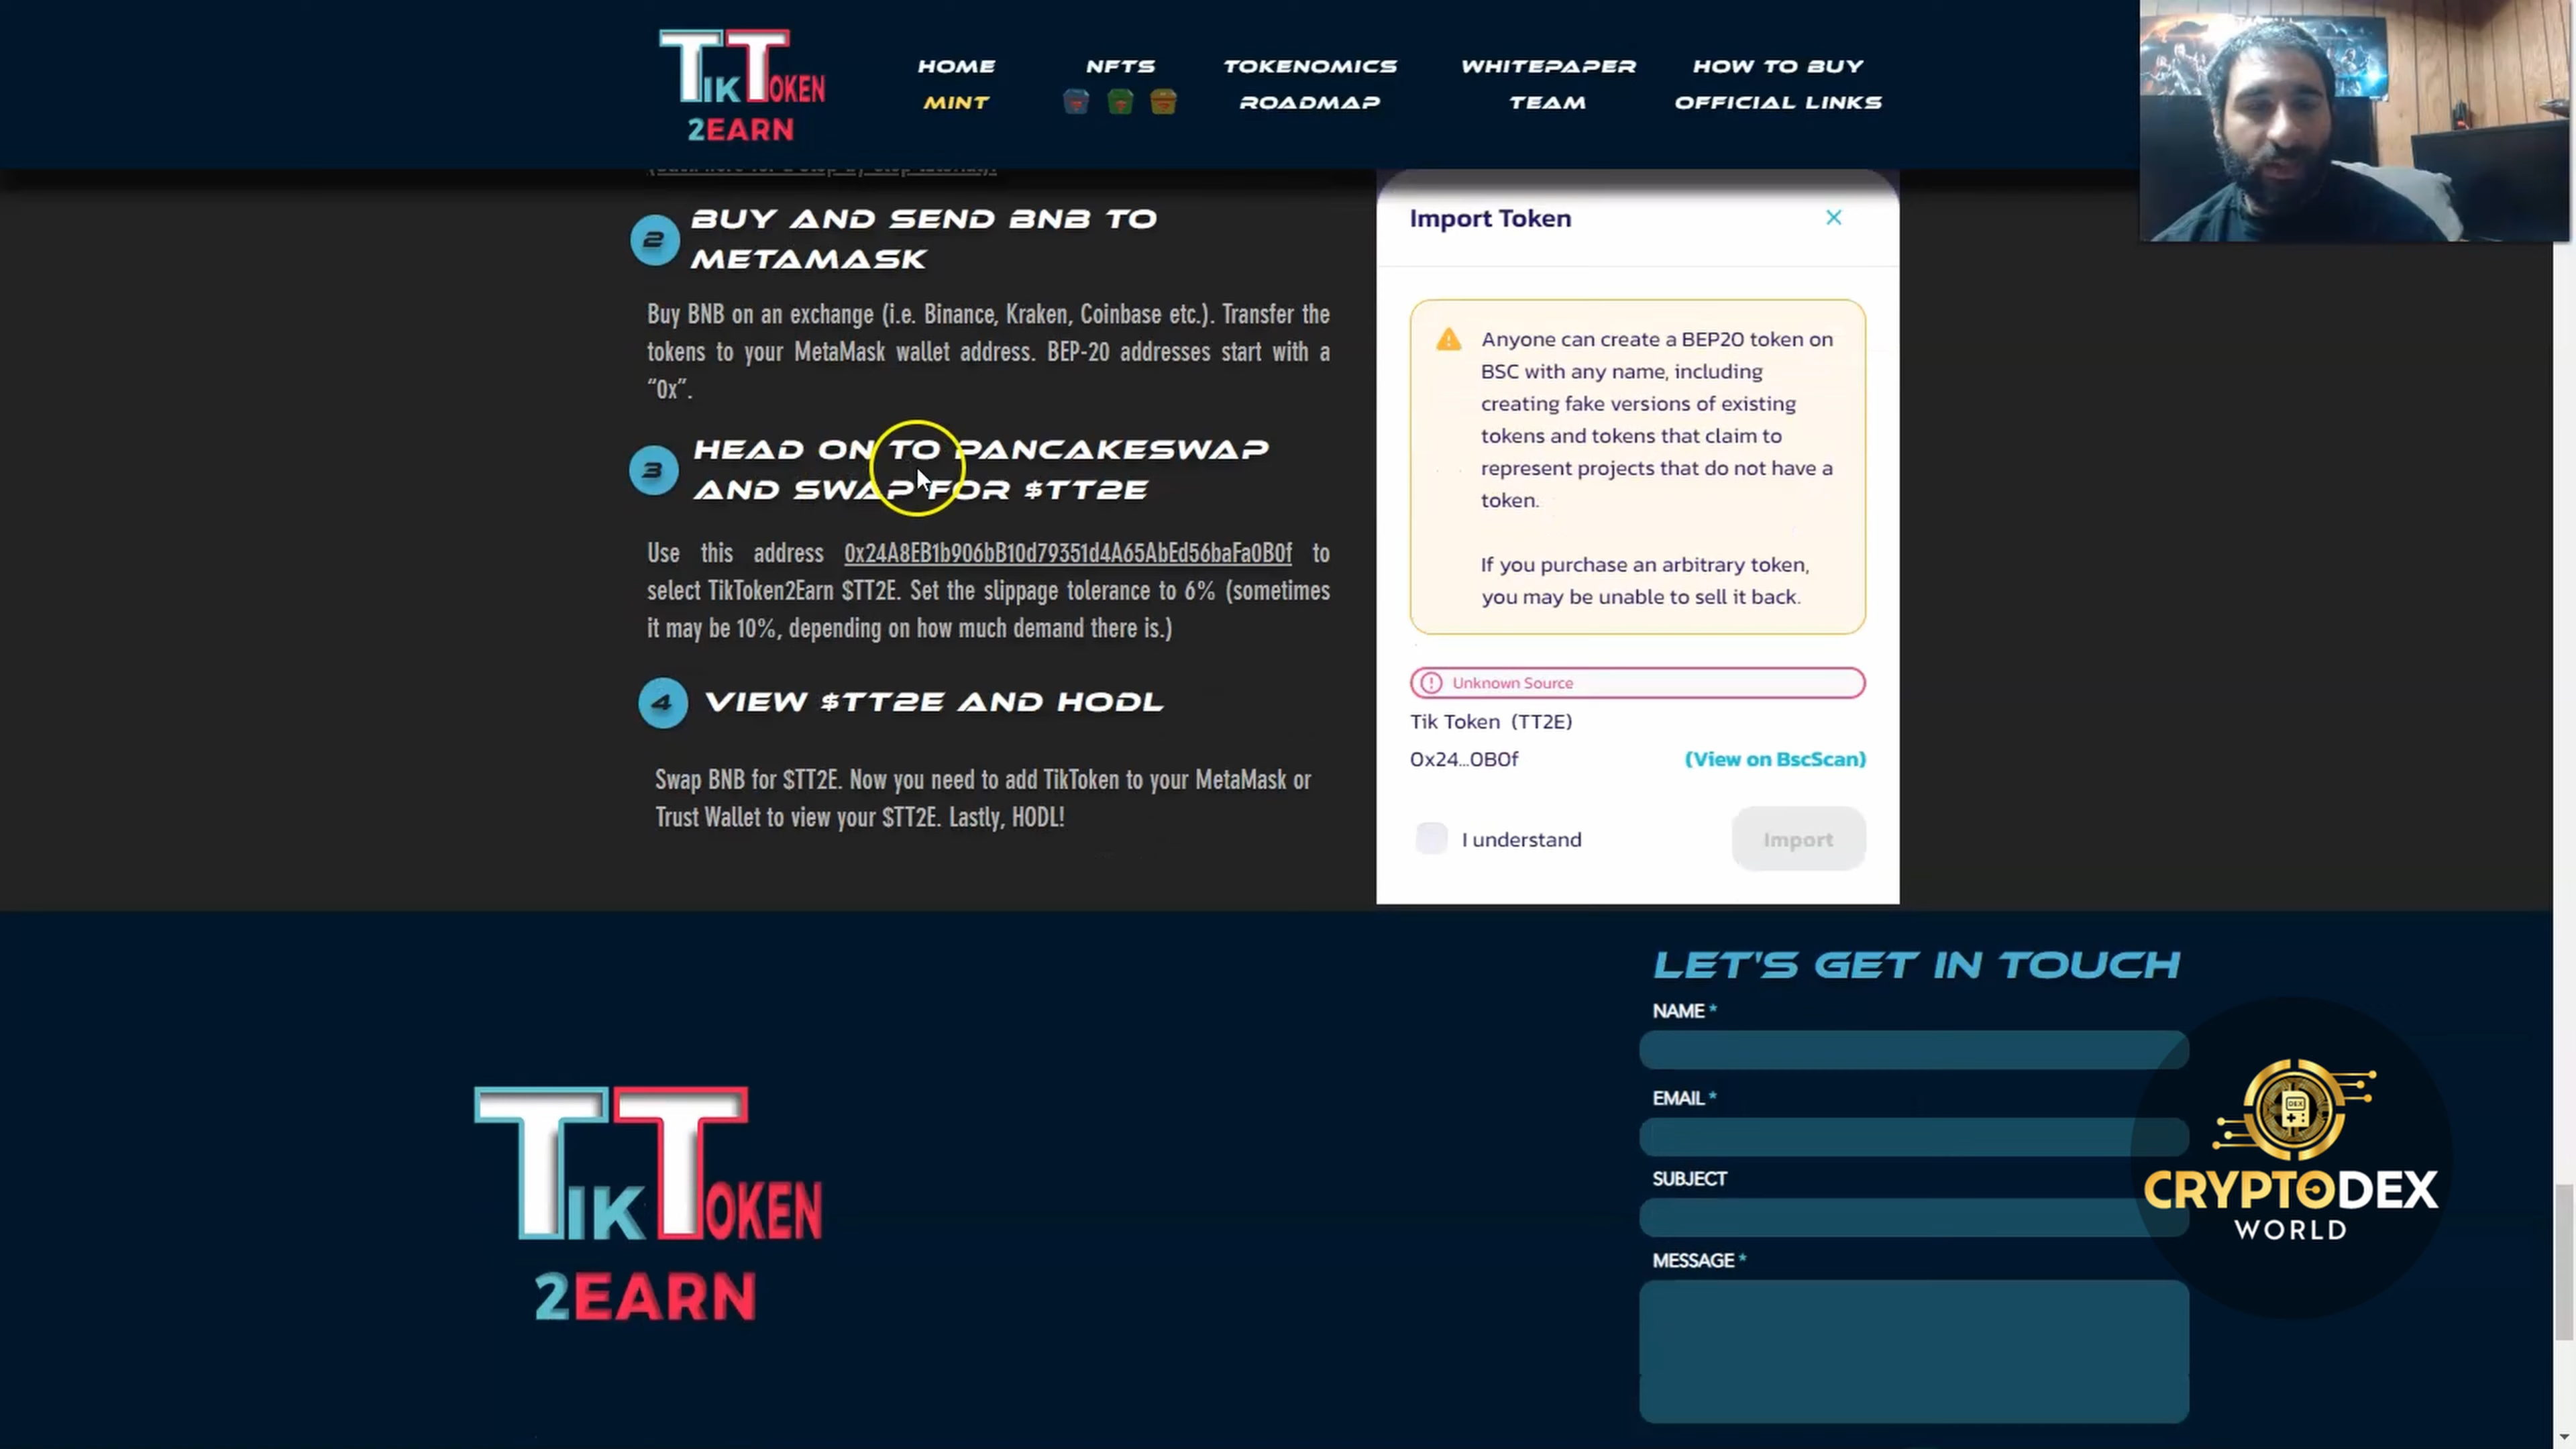 TIKTOKEN
2EARN
HOME
MINT
NFTS
TOKENOMICS
ROADMAP
WHITEPAPER
TEAM
HOW TO BUY
OFFICIAL LINKS
2
BUY AND SEND BNB TO
METAMASK
Buy BNB on an exchange (i.e. Binance, Kraken, Coinbase etc.). Transfer the
tokens to your MetaMask wallet address. BEP-20 addresses start with a
“0x”.
3
HEAD ON TO PANCAKESWAP
AND SWAP FOR $TT2E
Use this address 0x24A8EB1b906bB10d79351d4A65AbEd56baFa0B0f to
select TikToken2Earn $TT2E. Set the slippage tolerance to 6% (sometimes
it may be 10%, depending on how much demand there is.)
4
VIEW $TT2E AND HODL
Swap BNB for $TT2E. Now you need to add TikToken to your MetaMask or
Trust Wallet to view your $TT2E. Lastly, HODL!
Import Token
Anyone can create a BEP20 token on
BSC with any name, including
creating fake versions of existing
tokens and tokens that claim to
represent projects that do not have a
token.
If you purchase an arbitrary token,
you may be unable to sell it back.
Unknown Source
Tik Token (TT2E)
0x24...0B0f
(View on BscScan)
I understand
Import
TIKTOKEN
2EARN
LET'S GET IN TOUCH
NAME *
EMAIL *
SUBJECT
MESSAGE *
DEX
CRYPTODEX
WORLD